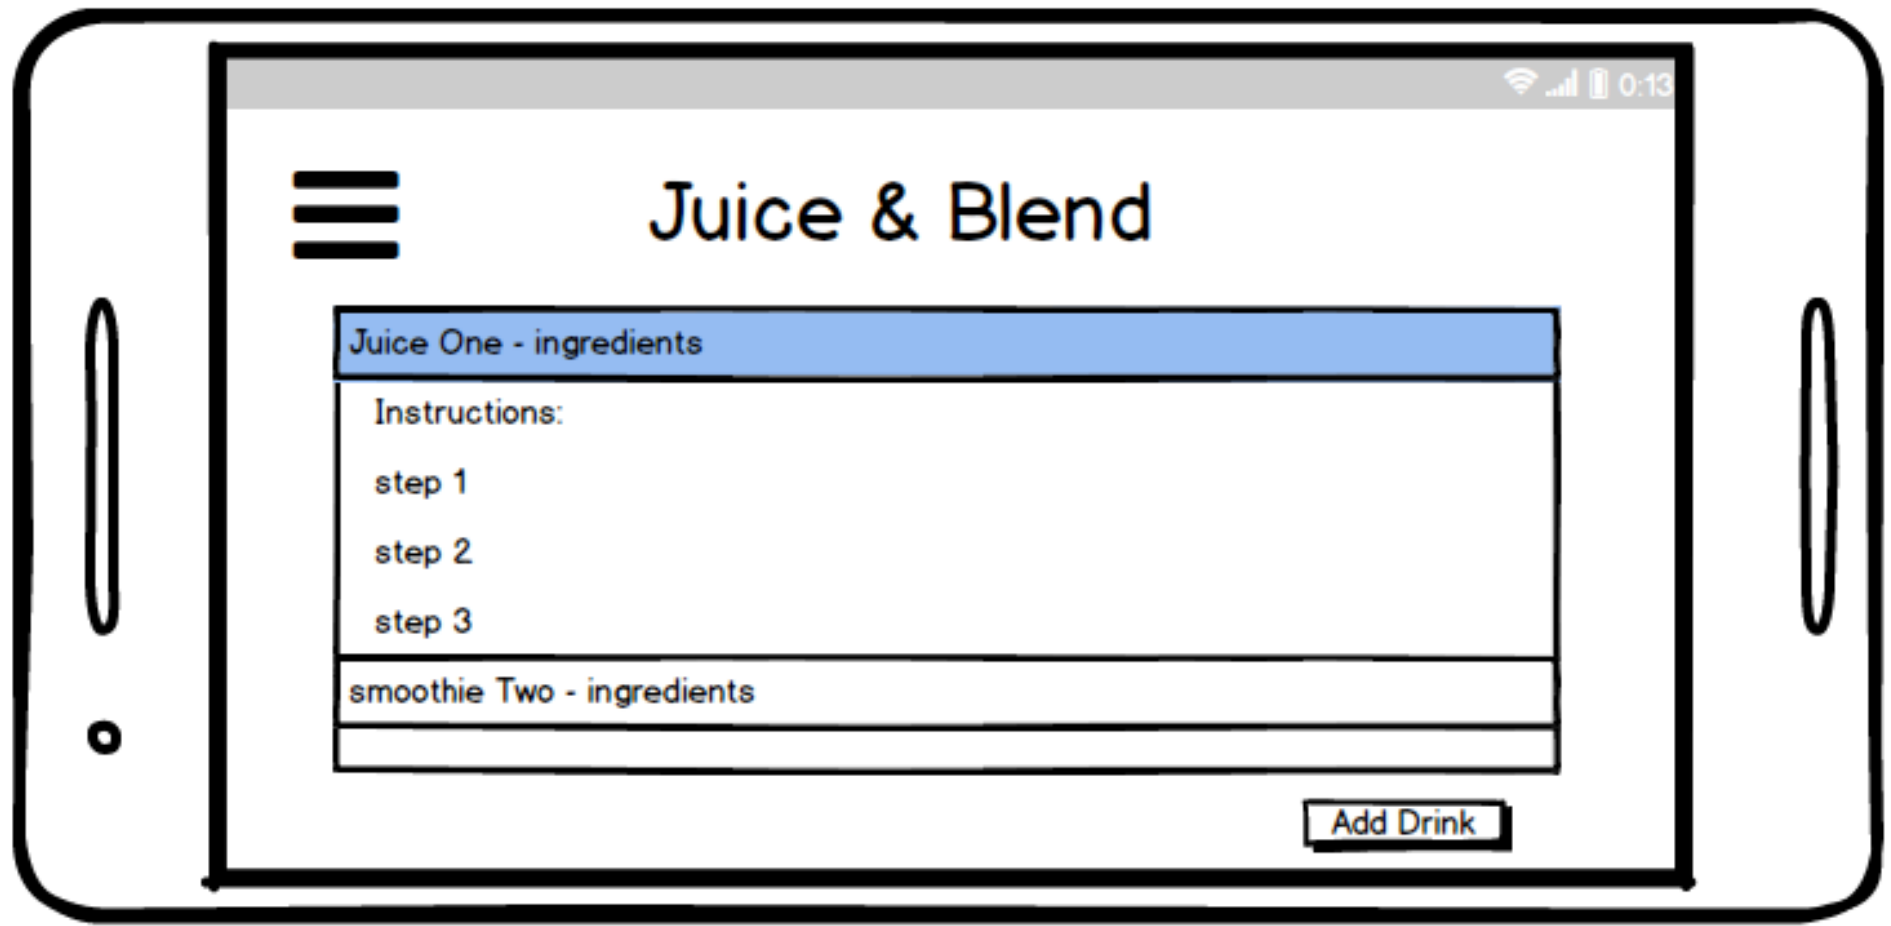 0:13
Juice & Blend
Juice One - ingredients
Instructions:
step 1
step 2
step 3
smoothie Two - ingredients
Add Drink